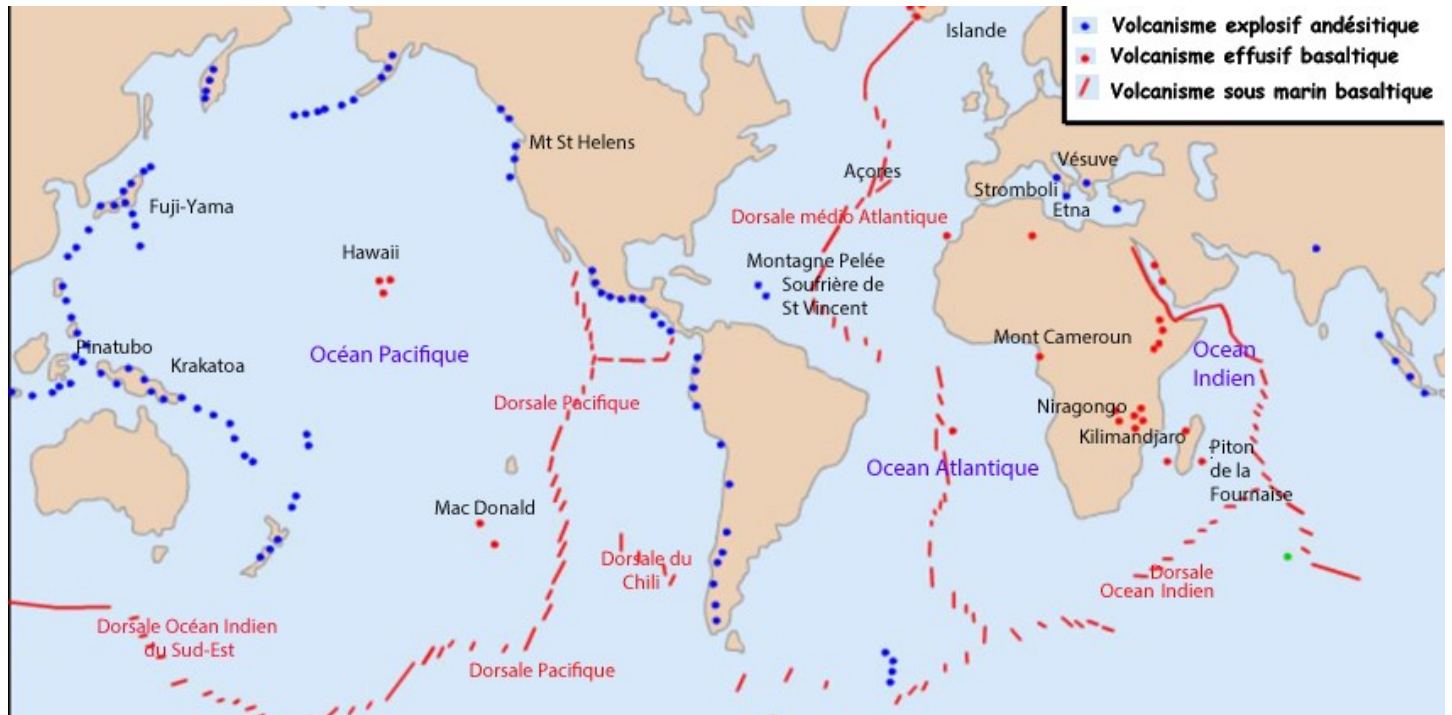 Volcanisme explosif andésitique
Volcanisme effusif basaltique
Volcanisme sous marin basaltique
Islande
Mt St Helens
Vésuve
Açores
Stromboli
Etna
Fuji-Yama
Dorsale médio Atlantique
Hawaii
Montagne Pelée
Soufrière de
St Vincent
Mont Cameroun
Pinatubo
Krakatoa
Océan Pacifique
Ocean
Indien
Dorsale Pacifique
Niragongo
Kilimandjaro
Piton
de la
Fournaise
Ocean Atlantique
Mac Donald
Dorsale du
Chili
Dorsale
Ocean Indien
Dorsale Océan Indien
du Sud-Est
Dorsale Pacifique